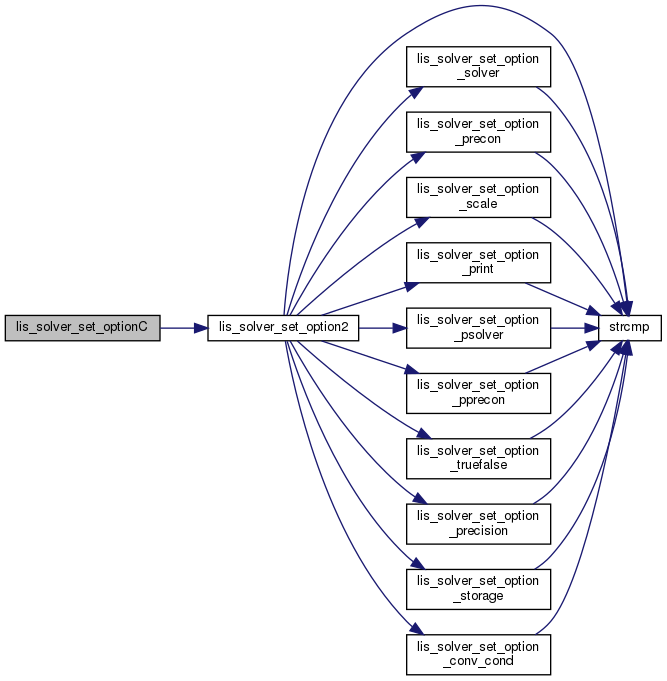 lis_solver_set_optionC
lis_solver_set_option2
lis_solver_set_option
_solver
lis_solver_set_option
_precon
lis_solver_set_option
_scale
lis_solver_set_option
_print
lis_solver_set_option
_psolver
lis_solver_set_option
_pprecon
lis_solver_set_option
_truefalse
lis_solver_set_option
_precision
lis_solver_set_option
_storage
lis_solver_set_option
_conv_cond
strcmp